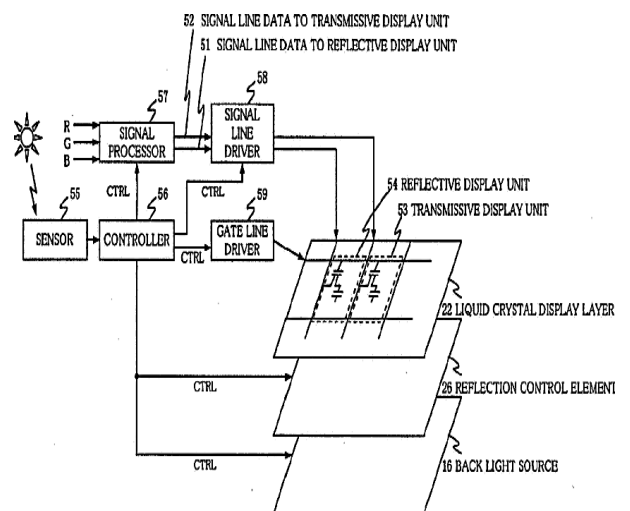 52 SIGNAL LINE DATA TO TRANSMISSIVE DISPLAY UNIT
51 SIGNAL LINE DATA TO REFLECTIVE DISPLAY UNIT
57
58
R
G
B
SIGNAL
PROCESSOR
SIGNAL
LINE
DRIVER
CTRL
CTRL
54 REFLECTIVE DISPLAY UNIT
53 TRANSMISSIVE DISPLAY UNIT
55
56
59
SENSOR
CONTROLLER
CTRL
GATE LINE
DRIVER
22 LIQUID CRYSTAL DISPLAY LAYER
CTRL
26 REFLECTION CONTROL ELEMENT
CTRL
16 BACK LIGHT SOURCE